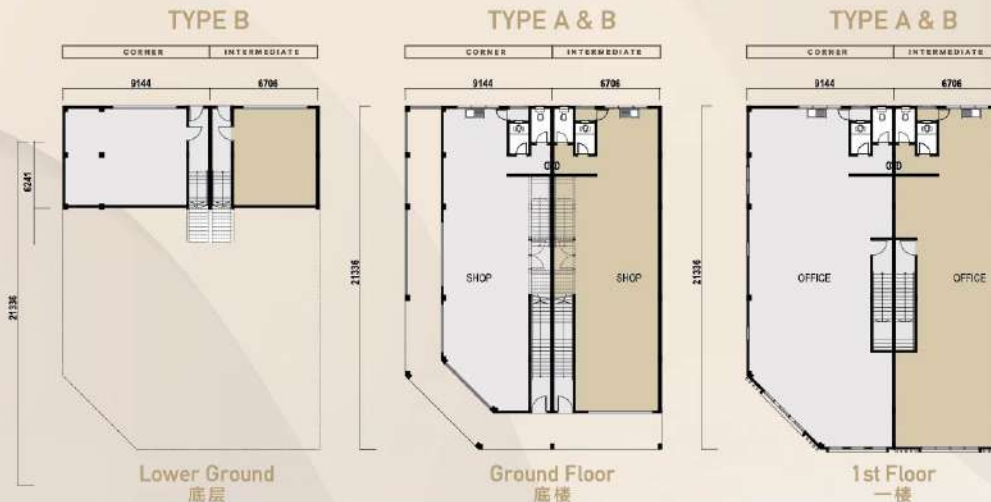 TYPE B
CORNER INTERMEDIATE
9144 6706
6241
21336
Lower Ground
底层
TYPE A & B
CORNER INTERMEDIATE
9144 6706
21336
SHOP SHOP
Ground Floor
底楼
TYPE A & B
CORNER INTERMEDIATE
9144 6706
21336
OFFICE OFFICE
1st Floor
一楼